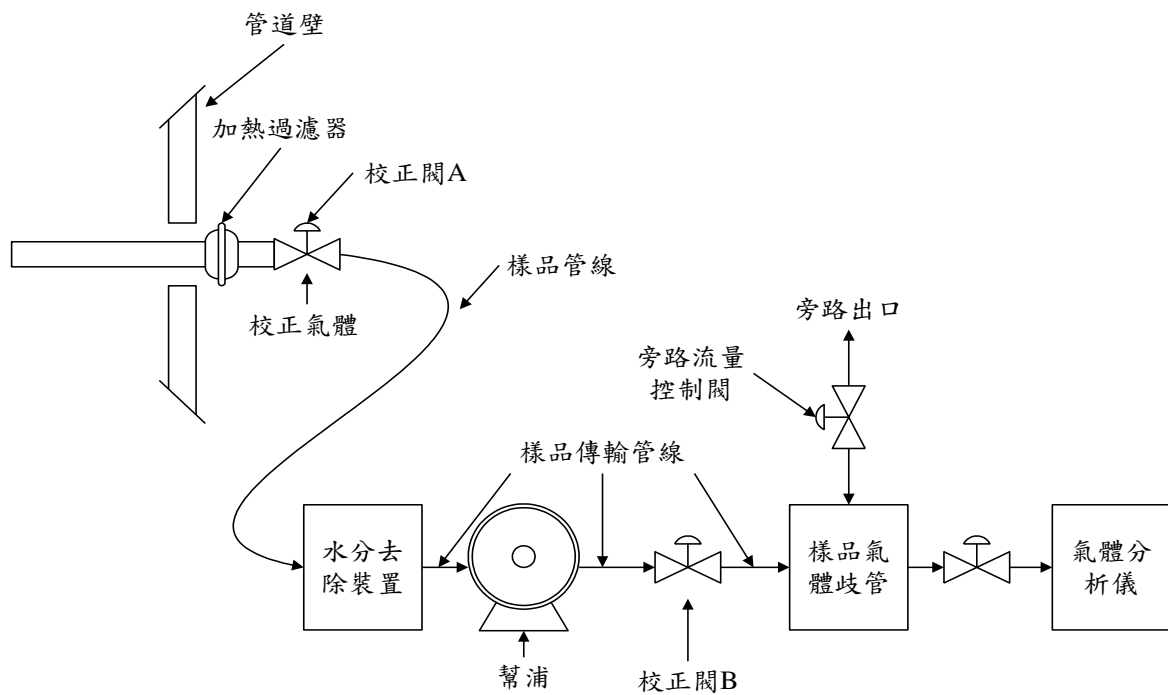 管道壁
加熱過濾器
校正閥A
樣品管線
校正氣體
旁路出口
旁路流量
控制閥
樣品傳輸管線
水分去
除裝置
樣品氣
體歧管
氣體分
析儀
幫浦
校正閥B